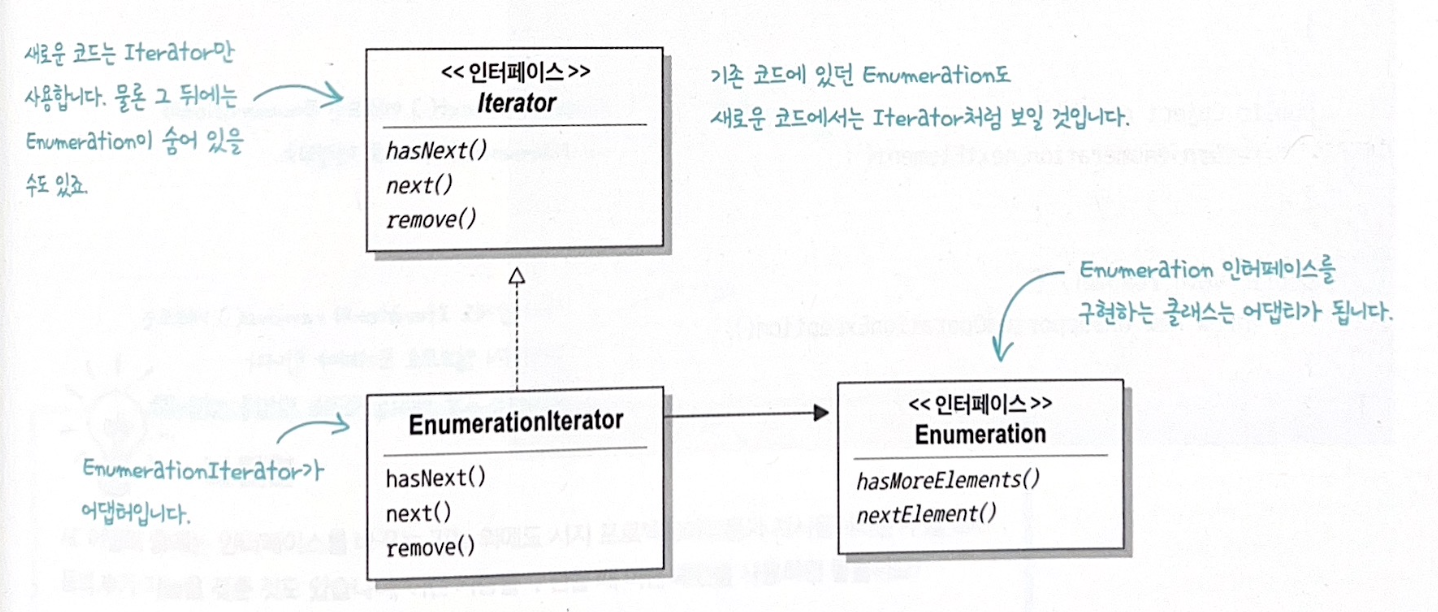 새로운 코드는 Iterator만
사용합니다. 물론 그 뒤에는
Enumeration이 숨어 있을
수도 있죠.
<< 인터페이스 >>
Iterator
hasNext()
next()
remove()
기존 코드에 있던 Enumeration도
새로운 코드에서는 Iterator처럼 보일 것입니다.
Enumeration 인터페이스를
구현하는 클래스는 어댑티가 됩니다.
EnumerationIterator가
어댑터입니다.
EnumerationIterator
hasNext()
next()
remove()
<< 인터페이스 >>
Enumeration
hasMoreElements()
nextElement()